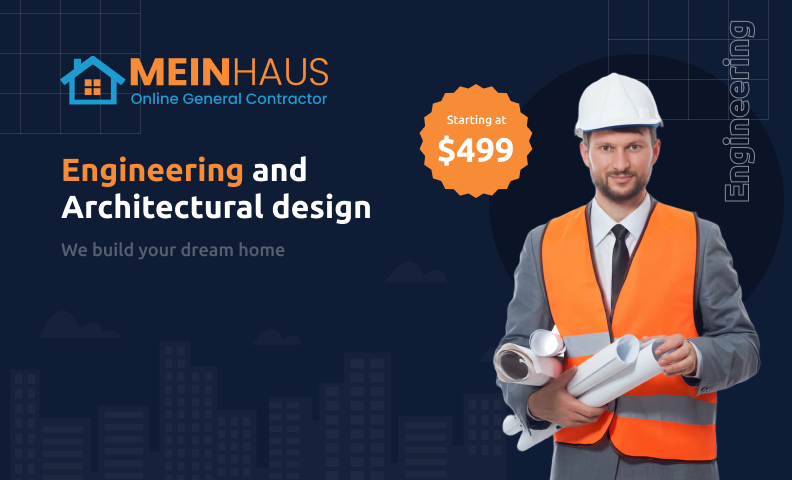 MEINHAUS
Online General Contractor
Starting at
$499
Engineering and
Architectural design
We build your dream home
Engineering